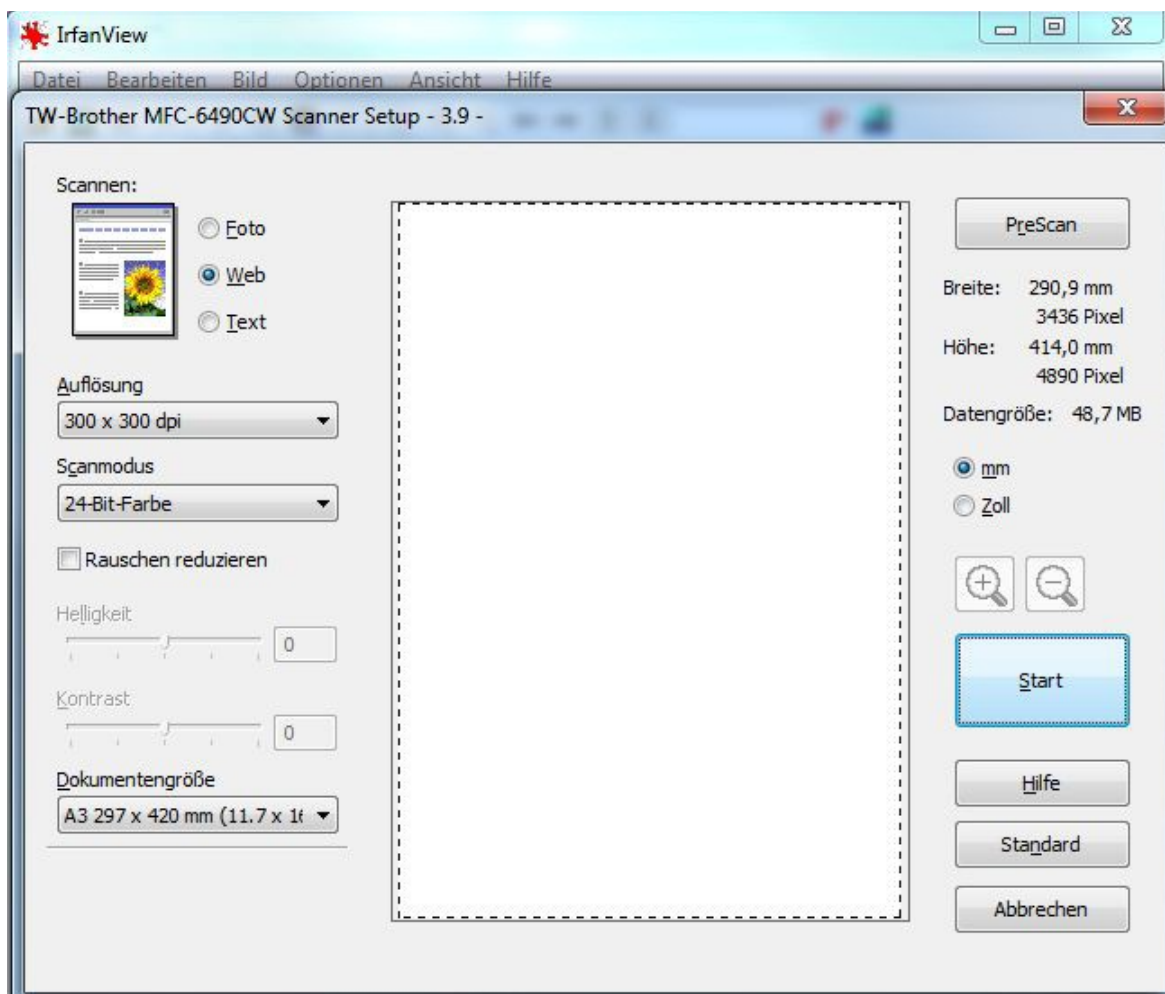 IrfanView
Datei Bearbeiten Bild Optionen Ansicht Hilfe
TW-Brother MFC-6490CW Scanner Setup - 3.9 -
Scannen:
Foto
Web
Text
Auflösung
300 x 300 dpi
Scanmodus
24-Bit-Farbe
Rauschen reduzieren
Helligkeit
0
Kontrast
0
Dokumentengröße
A3 297 x 420 mm (11.7 x 16
PreScan
Breite: 290,9 mm
3436 Pixel
Höhe: 414,0 mm
4890 Pixel
Datengröße: 48,7 MB
mm
Zoll
Start
Hilfe
Standard
Abbrechen